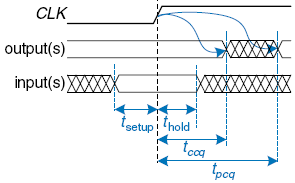 CLK
output(s)
input(s)
tsetup thold
tccq
tpcq